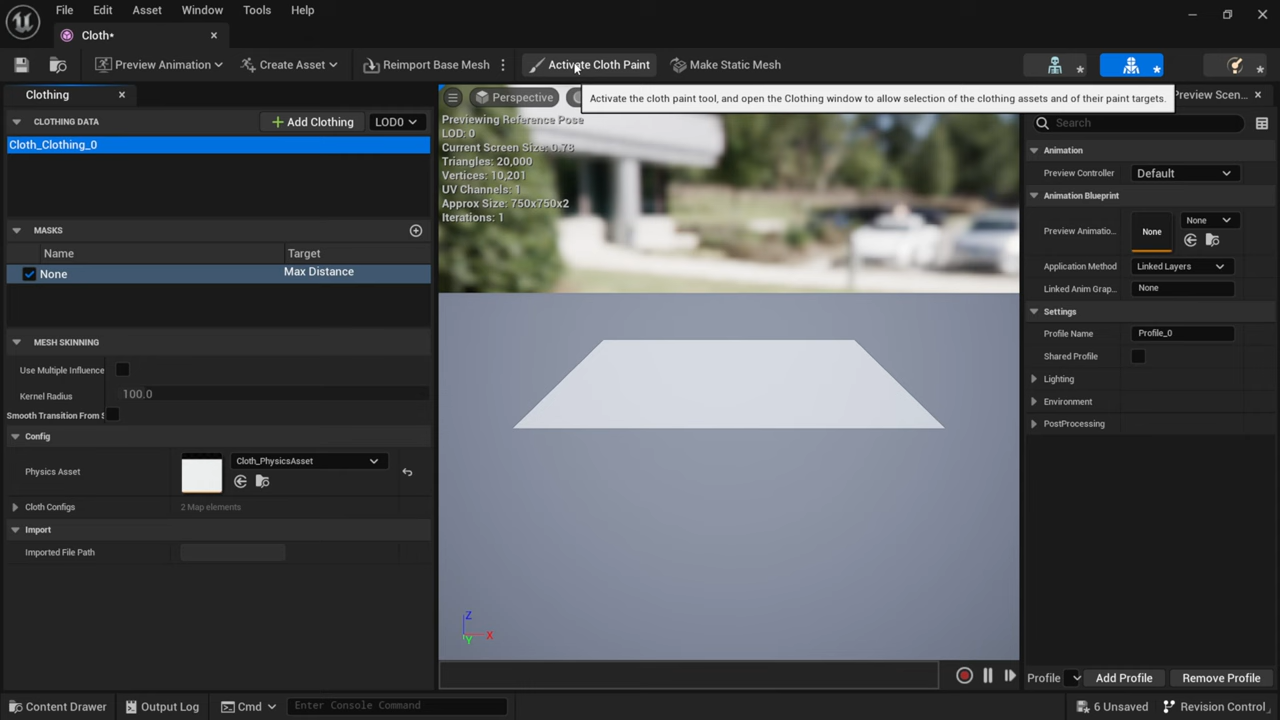 File Edit Asset Window Tools Help
Cloth*
Preview Animation Create Asset Reimport Base Mesh Activate Cloth Paint Make Static Mesh
Clothing
Perspective
Activate the cloth paint tool, and open the Clothing window to allow selection of the clothing assets and of their paint targets.
review Scen...
CLOTHING DATA
Add Clothing
LOD0
Cloth_Clothing_0
MASKS
Name Target
None Max Distance
MESH SKINNING
Use Multiple Influence
Kernel Radius 100.0
Smooth Transition From S
Config
Physics Asset Cloth_PhysicsAsset
Cloth Configs 2 Map elements
Import
Imported File Path
Previewing Reference Pose
LOD: 0
Current Screen Size: 0.78
Triangles: 20,000
Vertices: 10,201
UV Channels: 1
Approx Size: 750x750x2
Iterations: 1
Z
X
Y
Search
Animation
Preview Controller Default
Animation Blueprint
Preview Animatio... None None
Application Method Linked Layers
Linked Anim Grap... None
Settings
Profile Name Profile_0
Shared Profile
Lighting
Environment
PostProcessing
Profile Add Profile Remove Profile
Content Drawer Output Log Cmd Enter Console Command 6 Unsaved Revision Control